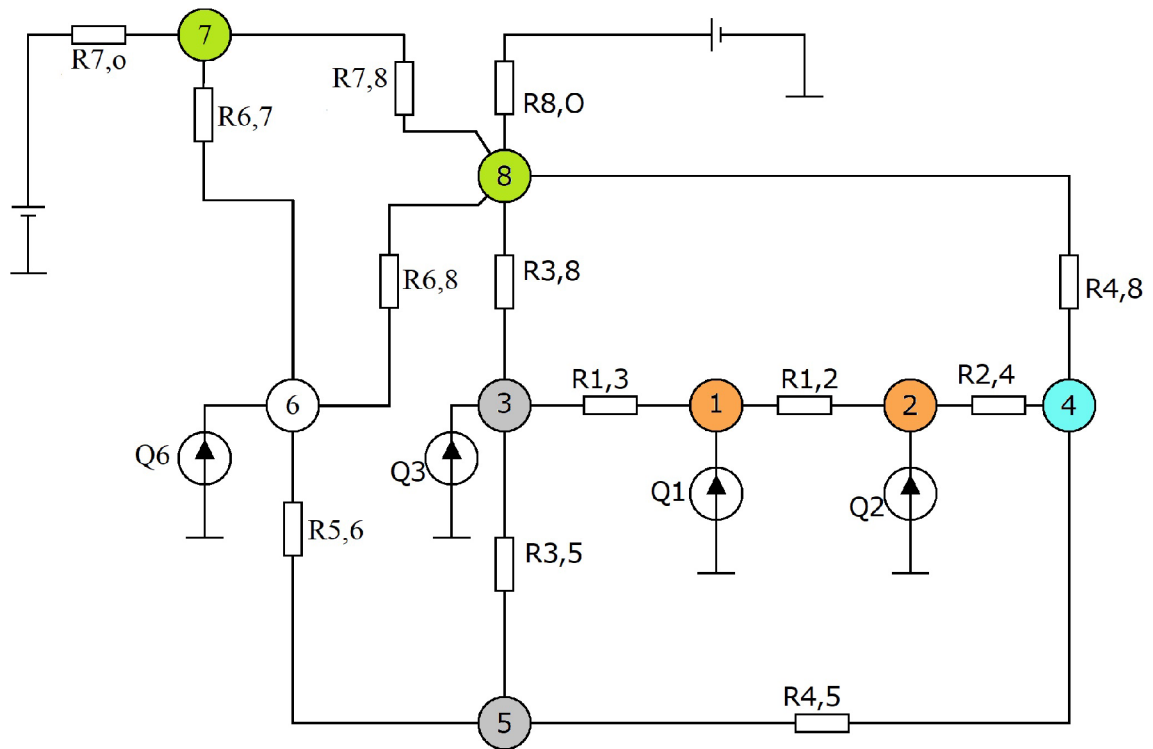 7
R7,o
R7,8
R6,7
R8,O
8
R6,8
R3,8
R4,8
R1,3
R1,2
R2,4
6
3
1
2
4
Q6
Q3
Q1
Q2
R5,6
R3,5
R4,5
5